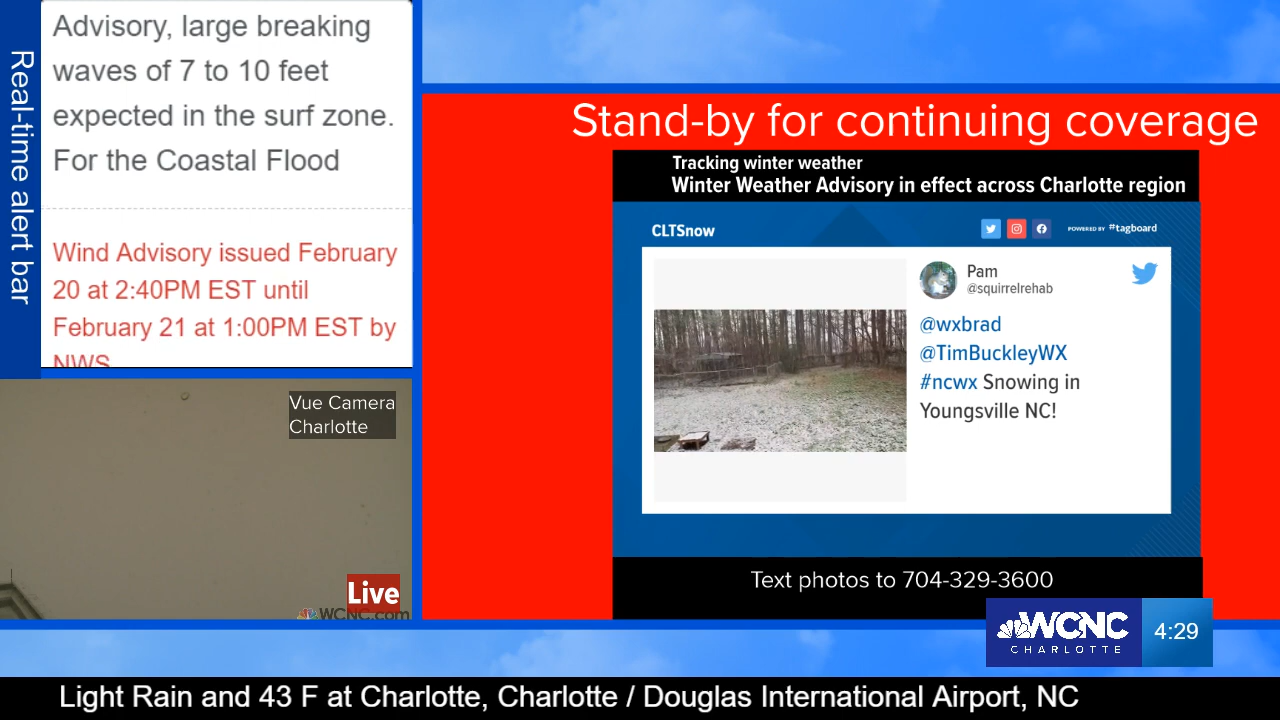 Real-time alert bar
Advisory, large breaking
waves of 7 to 10 feet
expected in the surf zone.
For the Coastal Flood
Wind Advisory issued February
20 at 2:40PM EST until
February 21 at 1:00PM EST by
NWS
Vue Camera
Charlotte
Live
WCNC.com
Stand-by for continuing coverage
Tracking winter weather
Winter Weather Advisory in effect across Charlotte region
CLTSnow
POWERED BY #tagboard
Pam
@squirrelrehab
@wxbrad
@TimBuckleyWX
#ncwx Snowing in
Youngsville NC!
Text photos to 704-329-3600
WCNC
CHARLOTTE
4:29
Light Rain and 43 F at Charlotte, Charlotte / Douglas International Airport, NC